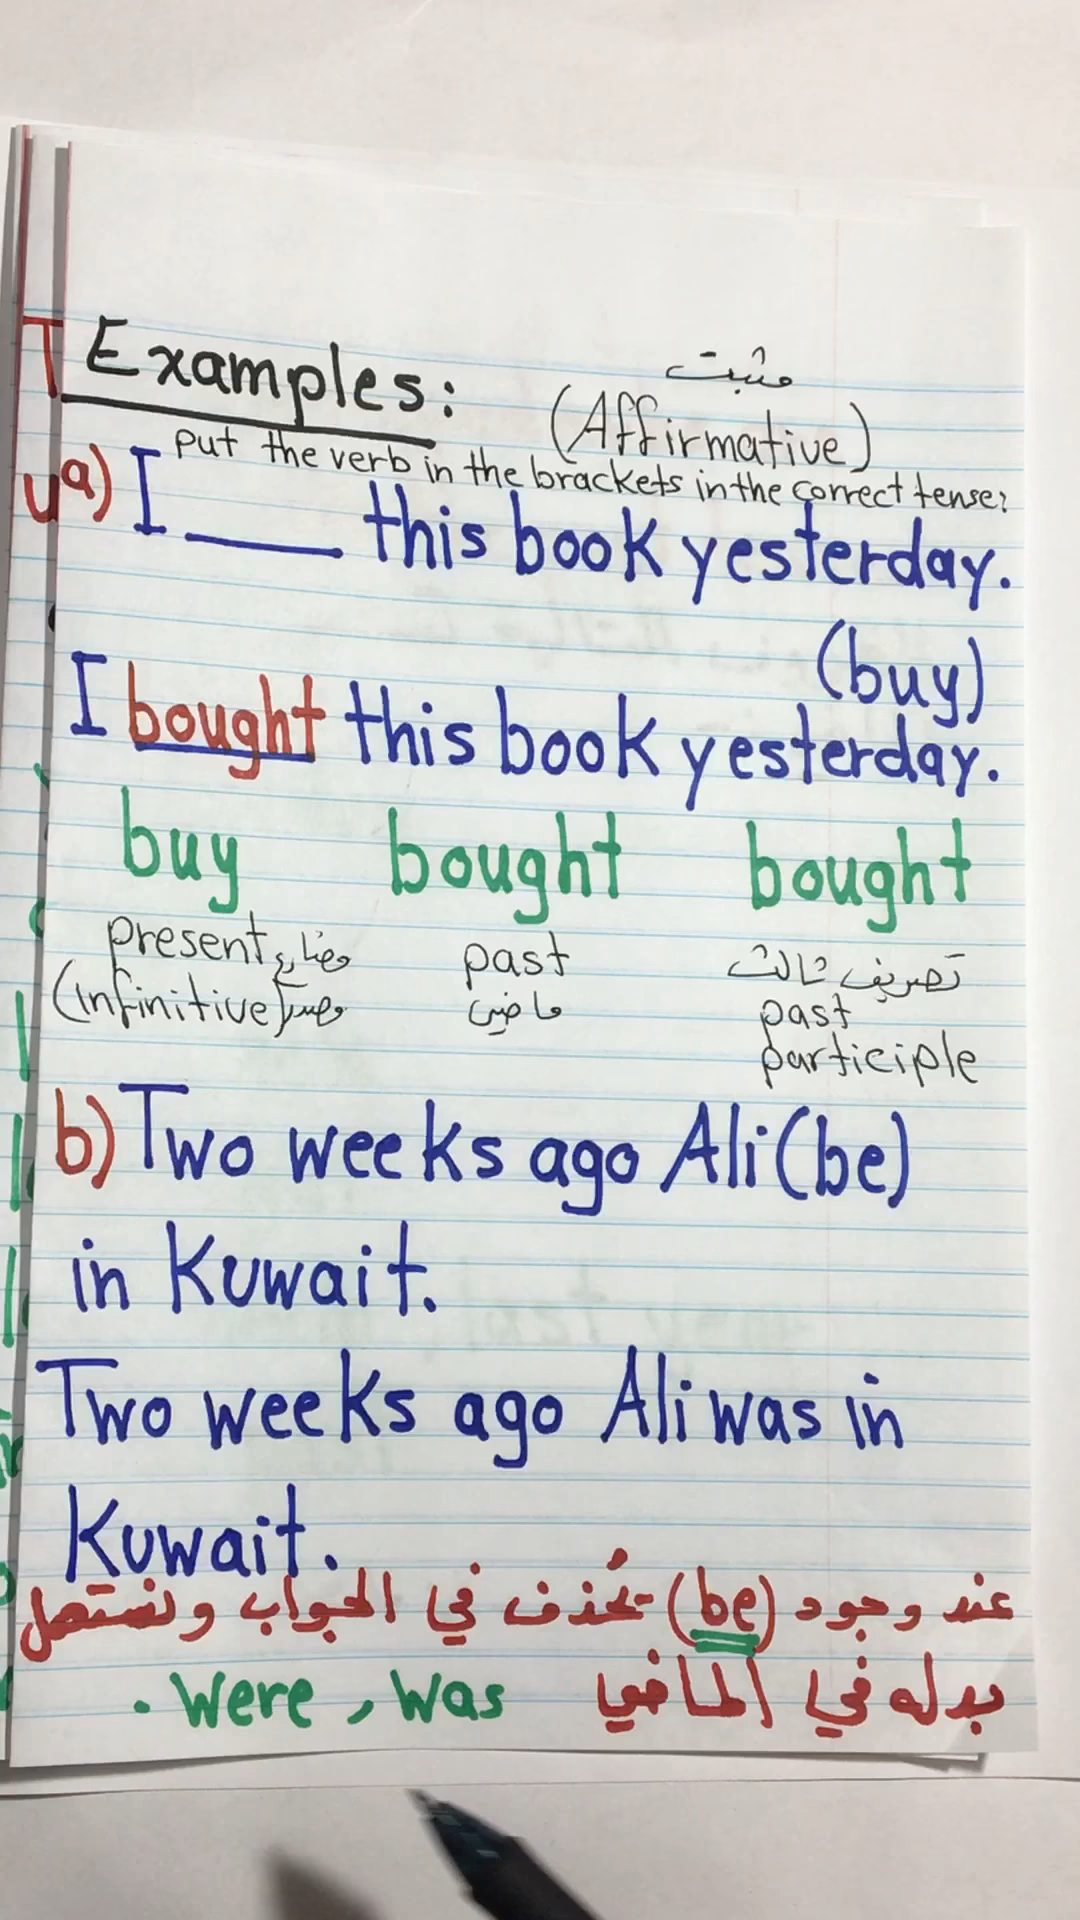 Examples:
مثبت
(Affirmative)
put the verb in the brackets in the correct tense:
a) I ____ this book yesterday.
(buy)
I bought this book yesterday.
buy bought bought
present مضارع past ماضي تصريف ثالث
(infinitive) مصدر past participle
b) Two weeks ago Ali (be)
in Kuwait.
Two weeks ago Ali was in
Kuwait.
عند وجود (be) يُحذف في الجواب ونستعمل
بدله في الماضي was , were .